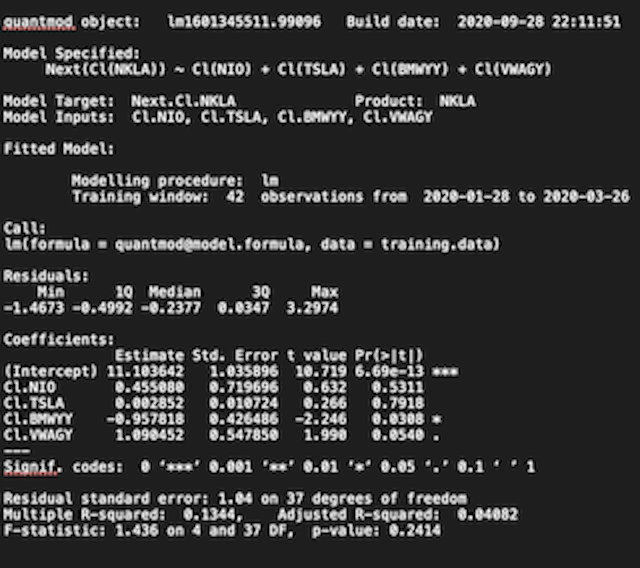 quantmod object:   lm1601345511.99096   Build date:  2020-09-28 22:11:51
Model Specified:
     Next(Cl(NKLA)) ~ Cl(NIO) + Cl(TSLA) + Cl(BMWYY) + Cl(VWAGY)
Model Target:  Next.Cl.NKLA               Product:  NKLA
Model Inputs:  Cl.NIO, Cl.TSLA, Cl.BMWYY, Cl.VWAGY
Fitted Model:
        Modelling procedure:  lm
        Training window:  42  observations from  2020-01-28 to 2020-03-26
Call:
lm(formula = quantmod@model.formula, data = training.data)
Residuals:
    Min      1Q  Median      3Q     Max
-1.4673 -0.4992 -0.2377  0.0347  3.2974
Coefficients:
             Estimate Std. Error t value Pr(>|t|)
(Intercept) 11.103642   1.035896  10.719 6.69e-13 ***
Cl.NIO       0.455080   0.719696   0.632   0.5311
Cl.TSLA      0.002852   0.010724   0.266   0.7918
Cl.BMWYY    -0.957818   0.426486  -2.246   0.0308 *
Cl.VWAGY     1.090452   0.547850   1.990   0.0540 .
---
Signif. codes:  0 ‘***’ 0.001 ‘**’ 0.01 ‘*’ 0.05 ‘.’ 0.1 ‘ ’ 1
Residual standard error: 1.04 on 37 degrees of freedom
Multiple R-squared:  0.1344,    Adjusted R-squared:  0.04082
F-statistic: 1.436 on 4 and 37 DF,  p-value: 0.2414